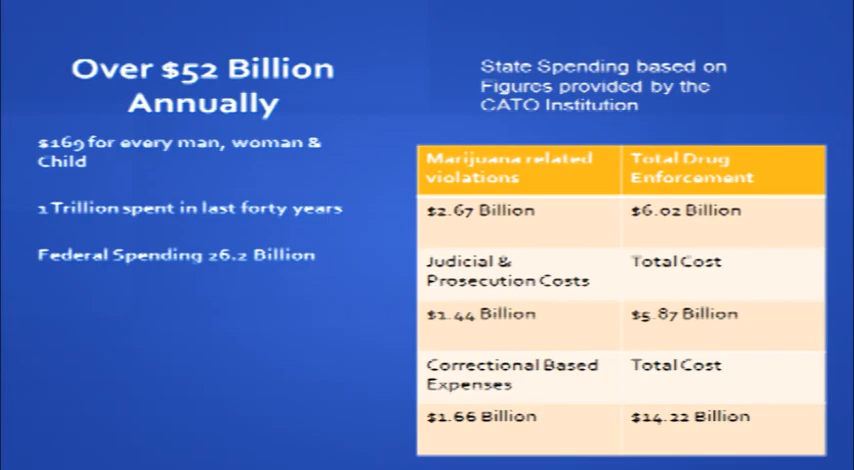 Over $52 Billion
Annually
$169 for every man, woman &
Child
1 Trillion spent in last forty years
Federal Spending 26.2 Billion
State Spending based on
Figures provided by the
CATO Institution
Marijuana related
violations
Total Drug
Enforcement
$2.67 Billion
$6.02 Billion
Judicial &
Prosecution Costs
Total Cost
$1.44 Billion
$5.87 Billion
Correctional Based
Expenses
Total Cost
$1.66 Billion
$14.22 Billion